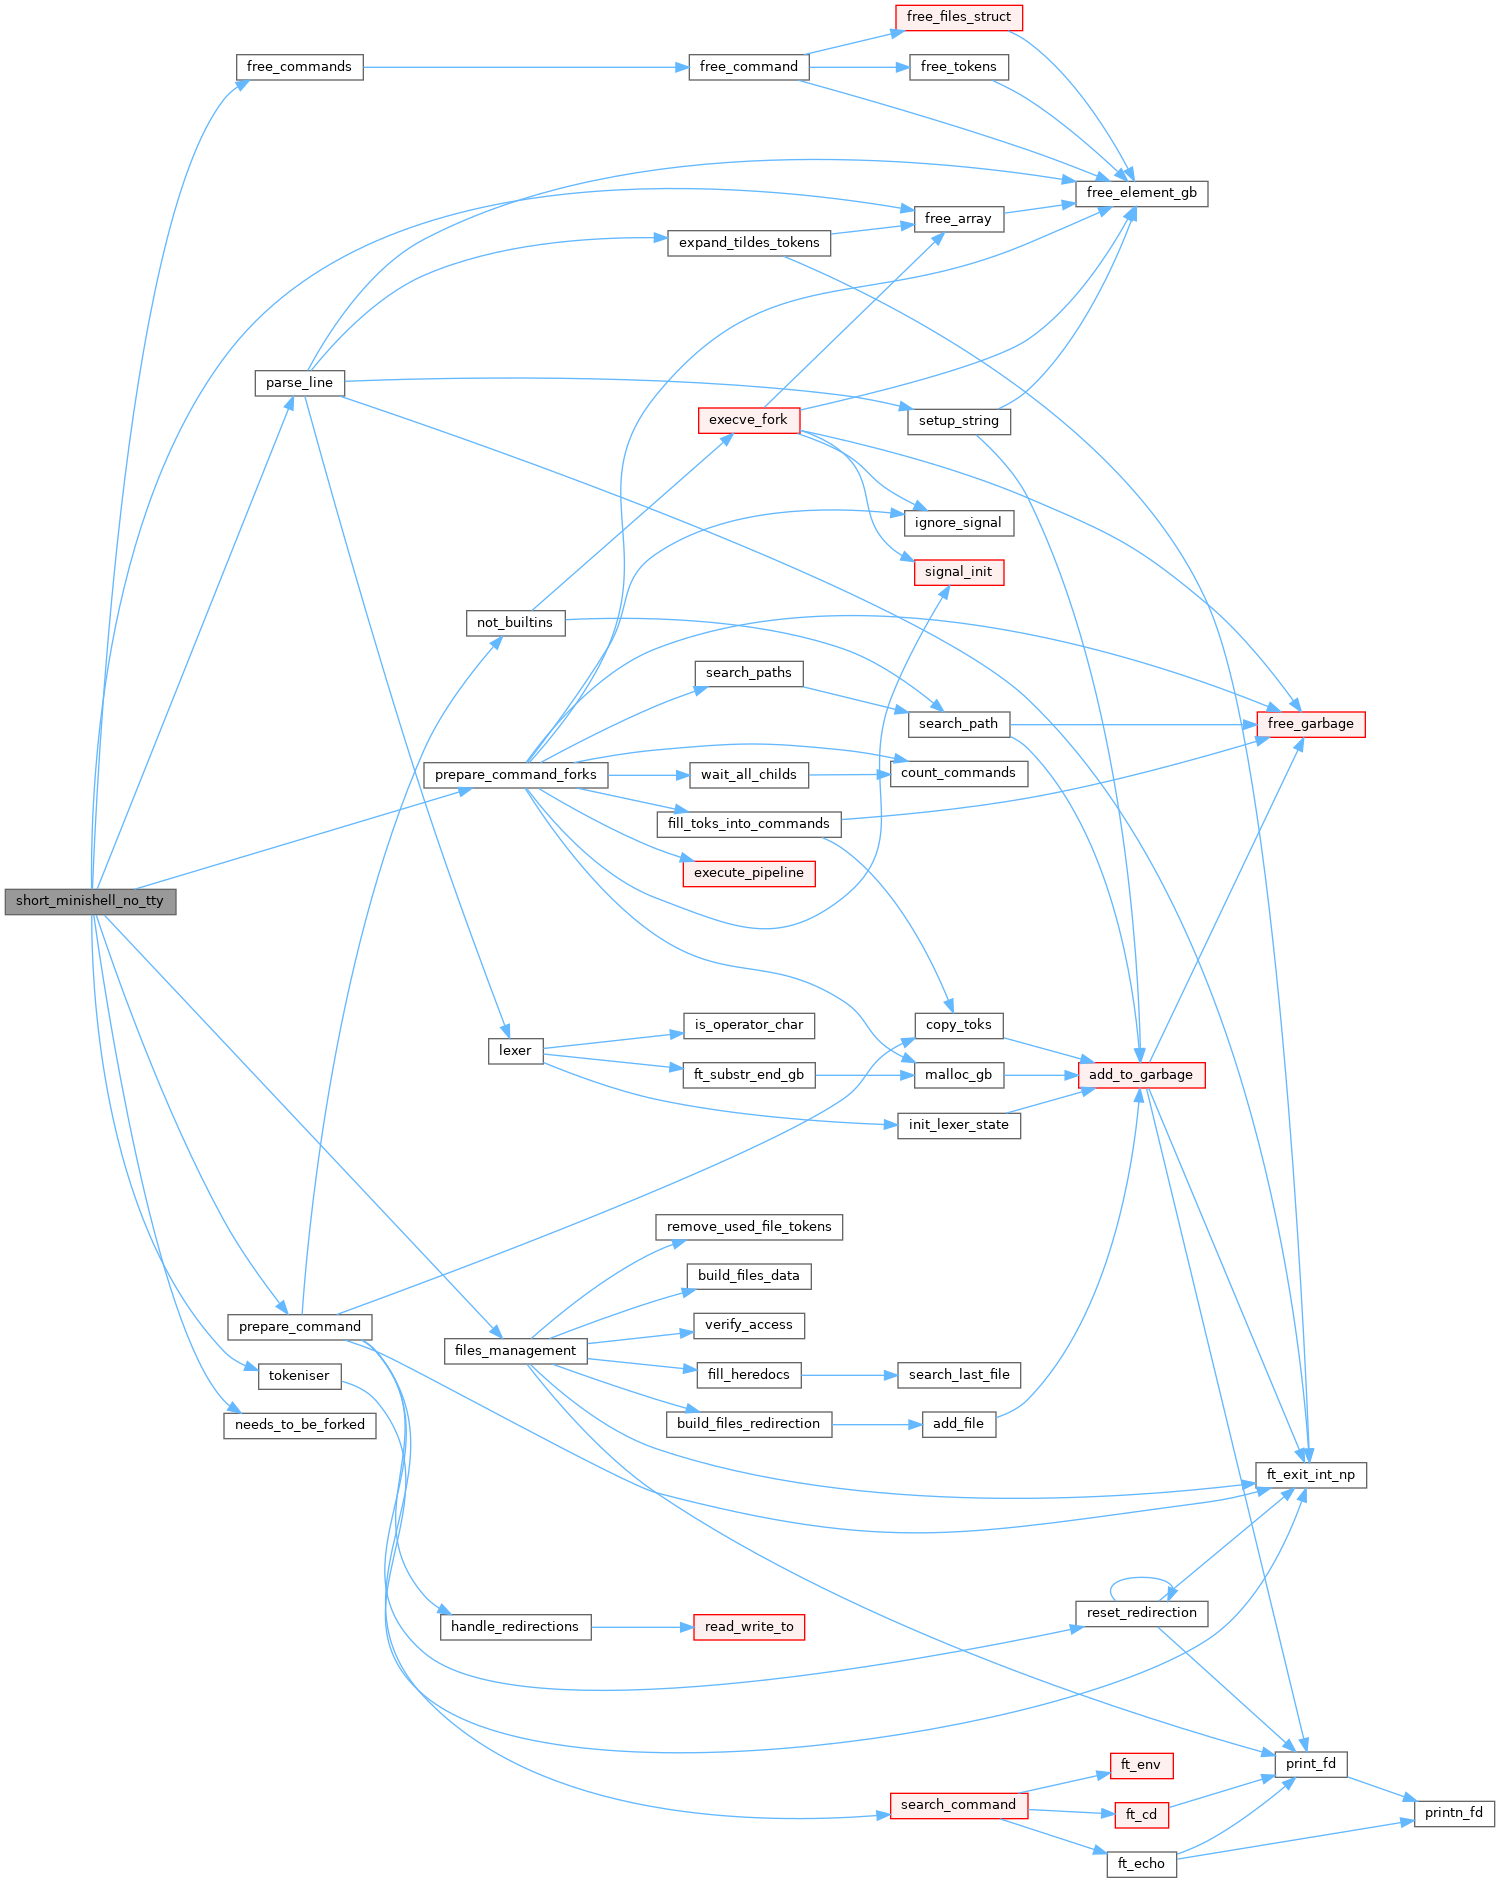 free_files_struct
free_commands
free_command
free_tokens
free_element_gb
free_array
expand_tildes_tokens
parse_line
execve_fork
setup_string
ignore_signal
signal_init
not_builtins
search_paths
search_path
free_garbage
prepare_command_forks
wait_all_childs
count_commands
fill_toks_into_commands
execute_pipeline
short_minishell_no_tty
is_operator_char
copy_toks
lexer
ft_substr_end_gb
malloc_gb
add_to_garbage
init_lexer_state
remove_used_file_tokens
build_files_data
prepare_command
verify_access
files_management
tokeniser
fill_heredocs
search_last_file
needs_to_be_forked
build_files_redirection
add_file
ft_exit_int_np
reset_redirection
handle_redirections
read_write_to
print_fd
ft_env
search_command
ft_cd
printn_fd
ft_echo